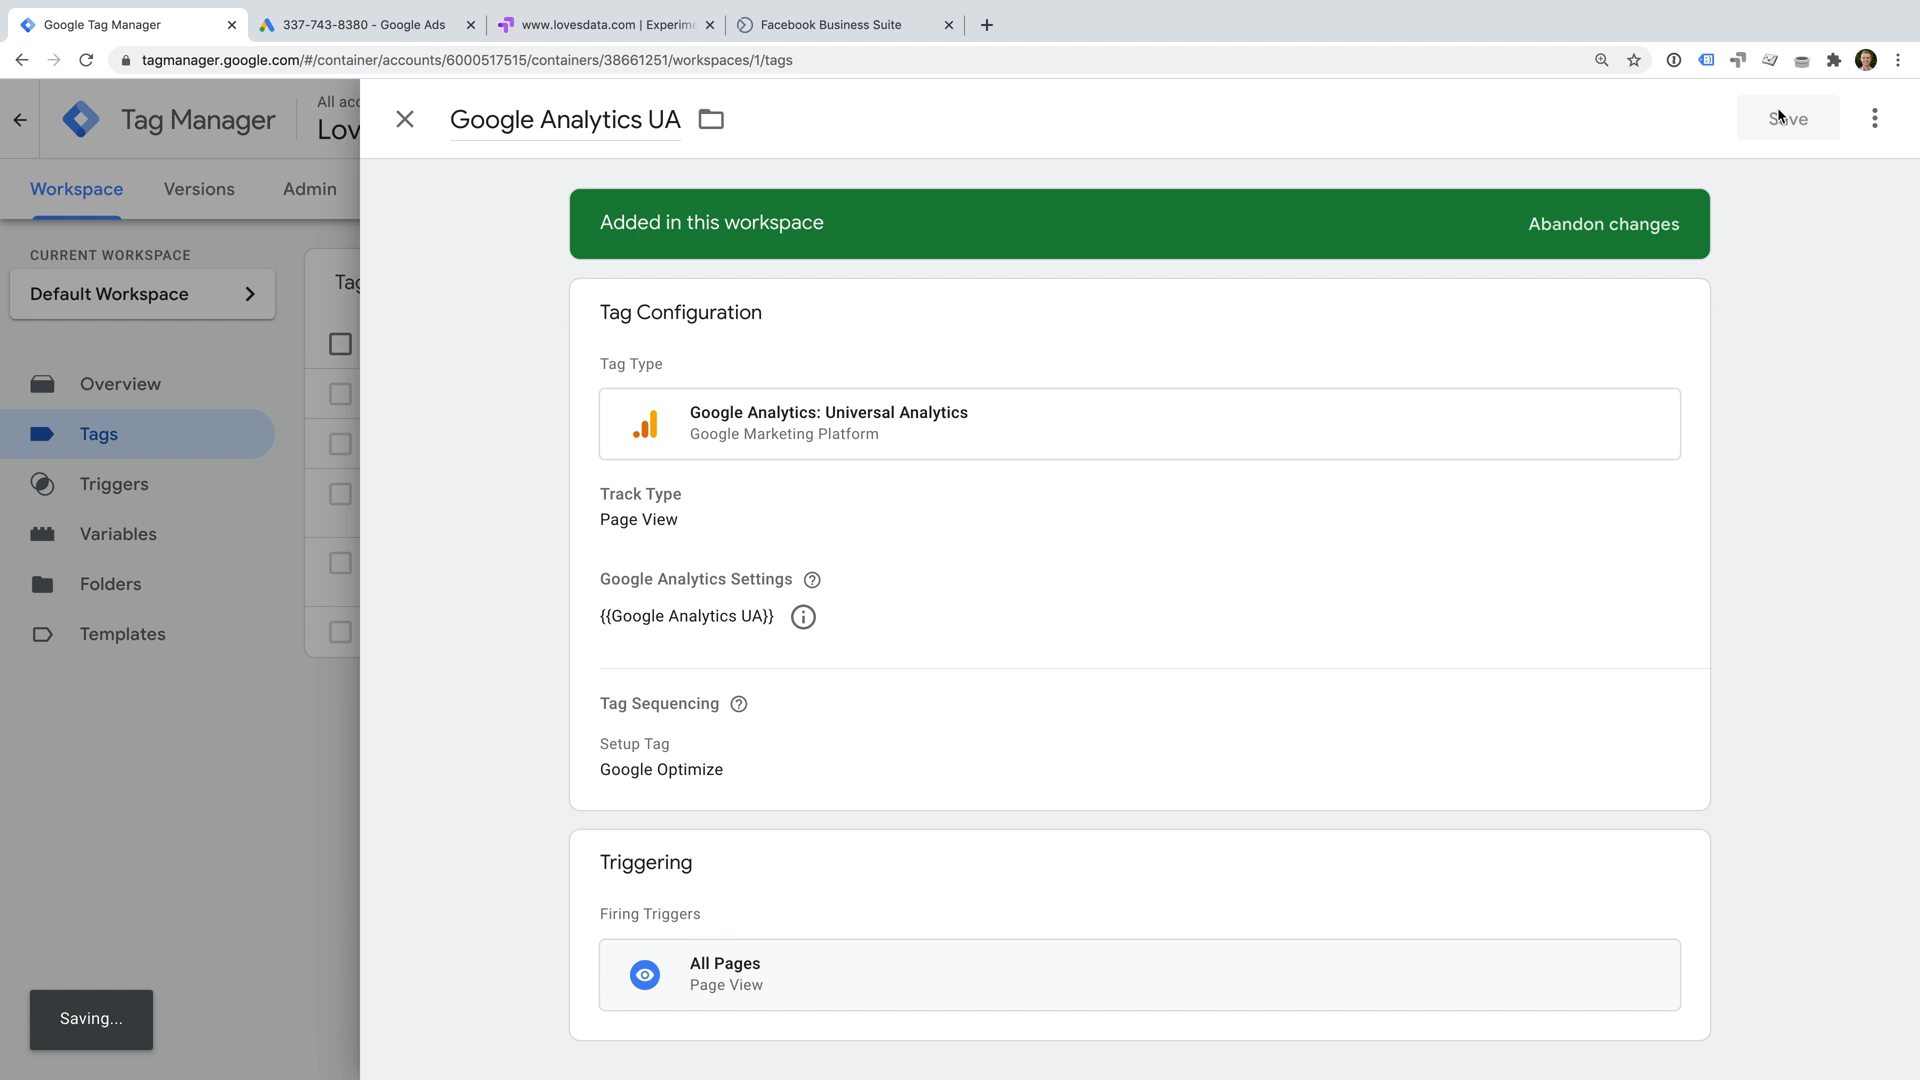 Google Tag Manager
337-743-8380 - Google Ads
www.lovesdata.com | Experime
Facebook Business Suite
tagmanager.google.com/#/container/accounts/6000517515/containers/38661251/workspaces/1/tags
Tag Manager
All acc
Lov
Google Analytics UA
Save
Workspace
Versions
Admin
Added in this workspace
Abandon changes
CURRENT WORKSPACE
Default Workspace
Tag
Overview
Tags
Triggers
Variables
Folders
Templates
Tag Configuration
Tag Type
Google Analytics: Universal Analytics
Google Marketing Platform
Track Type
Page View
Google Analytics Settings
{{Google Analytics UA}}
Tag Sequencing
Setup Tag
Google Optimize
Triggering
Firing Triggers
All Pages
Page View
Saving...